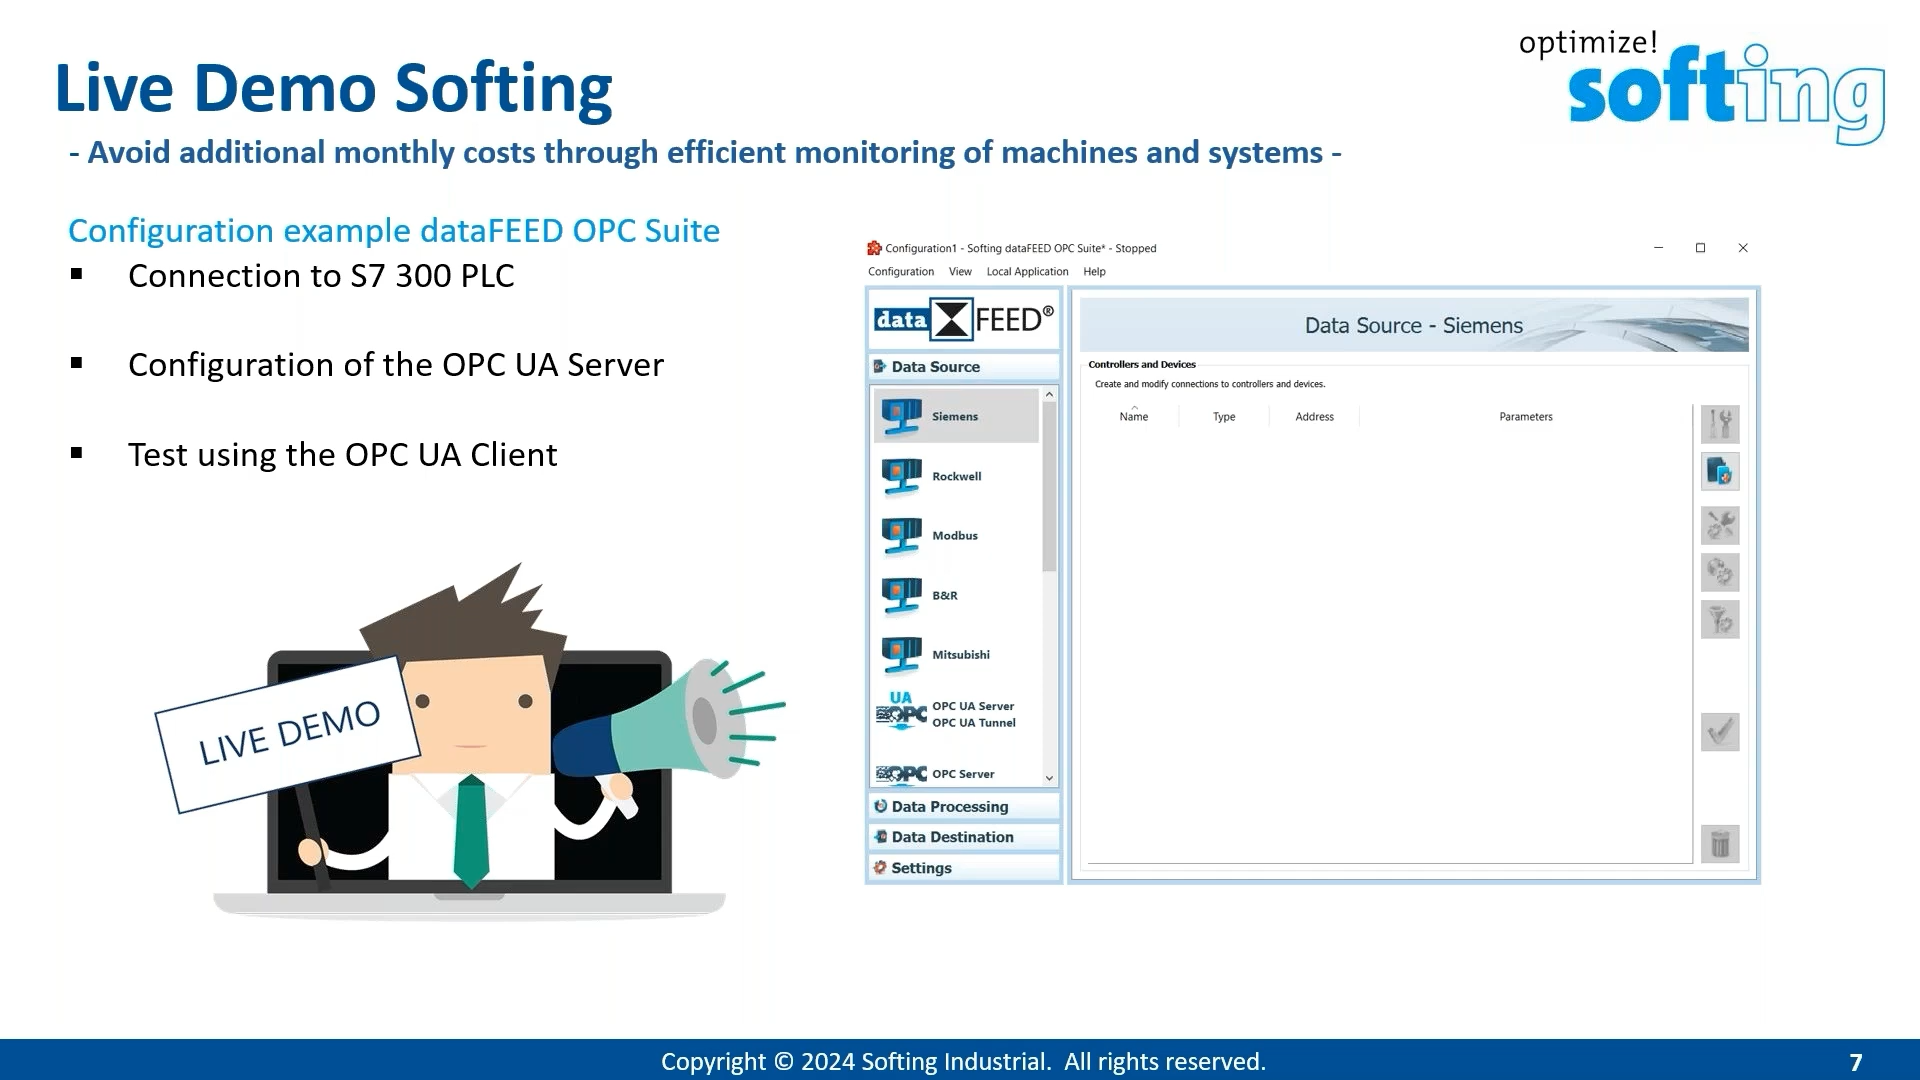 optimize!
softing
Live Demo Softing
- Avoid additional monthly costs through efficient monitoring of machines and systems -
Configuration example dataFEED OPC Suite
▪ Connection to S7 300 PLC
▪ Configuration of the OPC UA Server
▪ Test using the OPC UA Client
LIVE DEMO
Configuration1 - Softing dataFEED OPC Suite* - Stopped
Configuration View Local Application Help
data FEED®
Data Source
Siemens
Rockwell
Modbus
B&R
Mitsubishi
UA
OPC
OPC UA Server
OPC UA Tunnel
OPC
OPC Server
Data Processing
Data Destination
Settings
Data Source - Siemens
Controllers and Devices
Create and modify connections to controllers and devices.
Name Type Address Parameters
Copyright © 2024 Softing Industrial. All rights reserved.
7